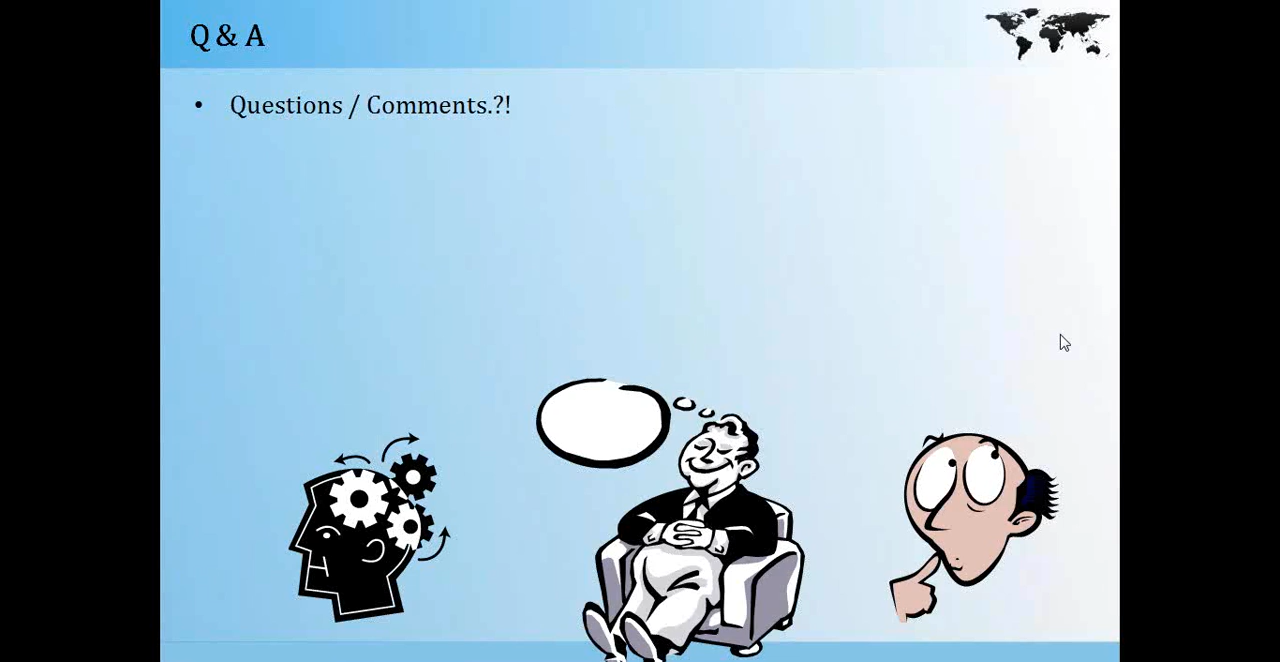 Q & A
• Questions / Comments.?!